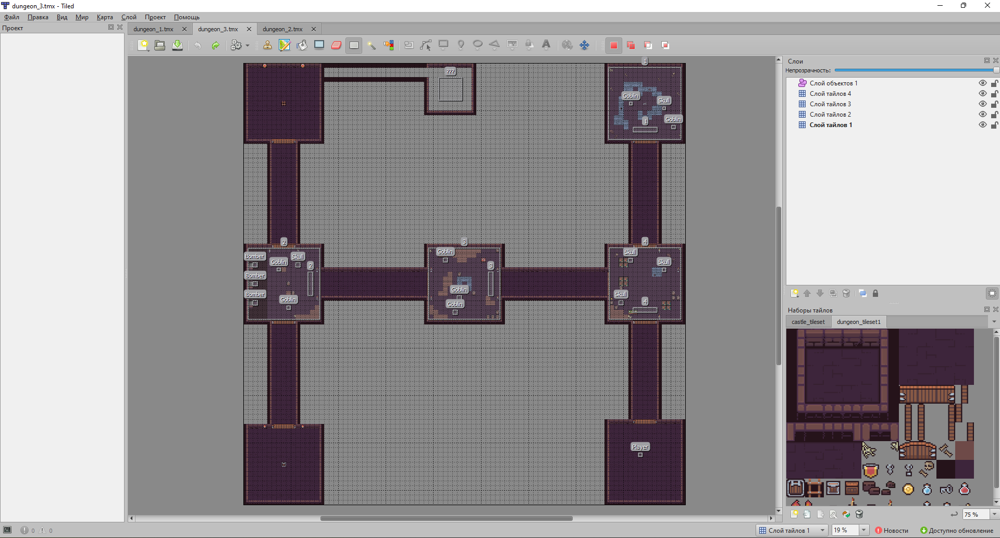 dungeon_3.tmx - Tiled
Файл Правка Вид Мир Карта Слой Проект Помощь
Проект
dungeon_1.tmx
dungeon_3.tmx
dungeon_2.tmx
???
1
Goblin
Skull
1
Goblin
2
Bomber
Goblin
Skull
2
Bomber
Bomber
Goblin
3
Goblin
3
Goblin
Goblin
4
Skull
Skull
Skull
4
Player
Слои
Непрозрачность:
Слой объектов 1
Слой тайлов 4
Слой тайлов 3
Слой тайлов 2
Слой тайлов 1
Наборы тайлов
castle_tileset
dungeon_tileset1
75 %
0 0
Слой тайлов 1
19 %
Новости
Доступно обновление